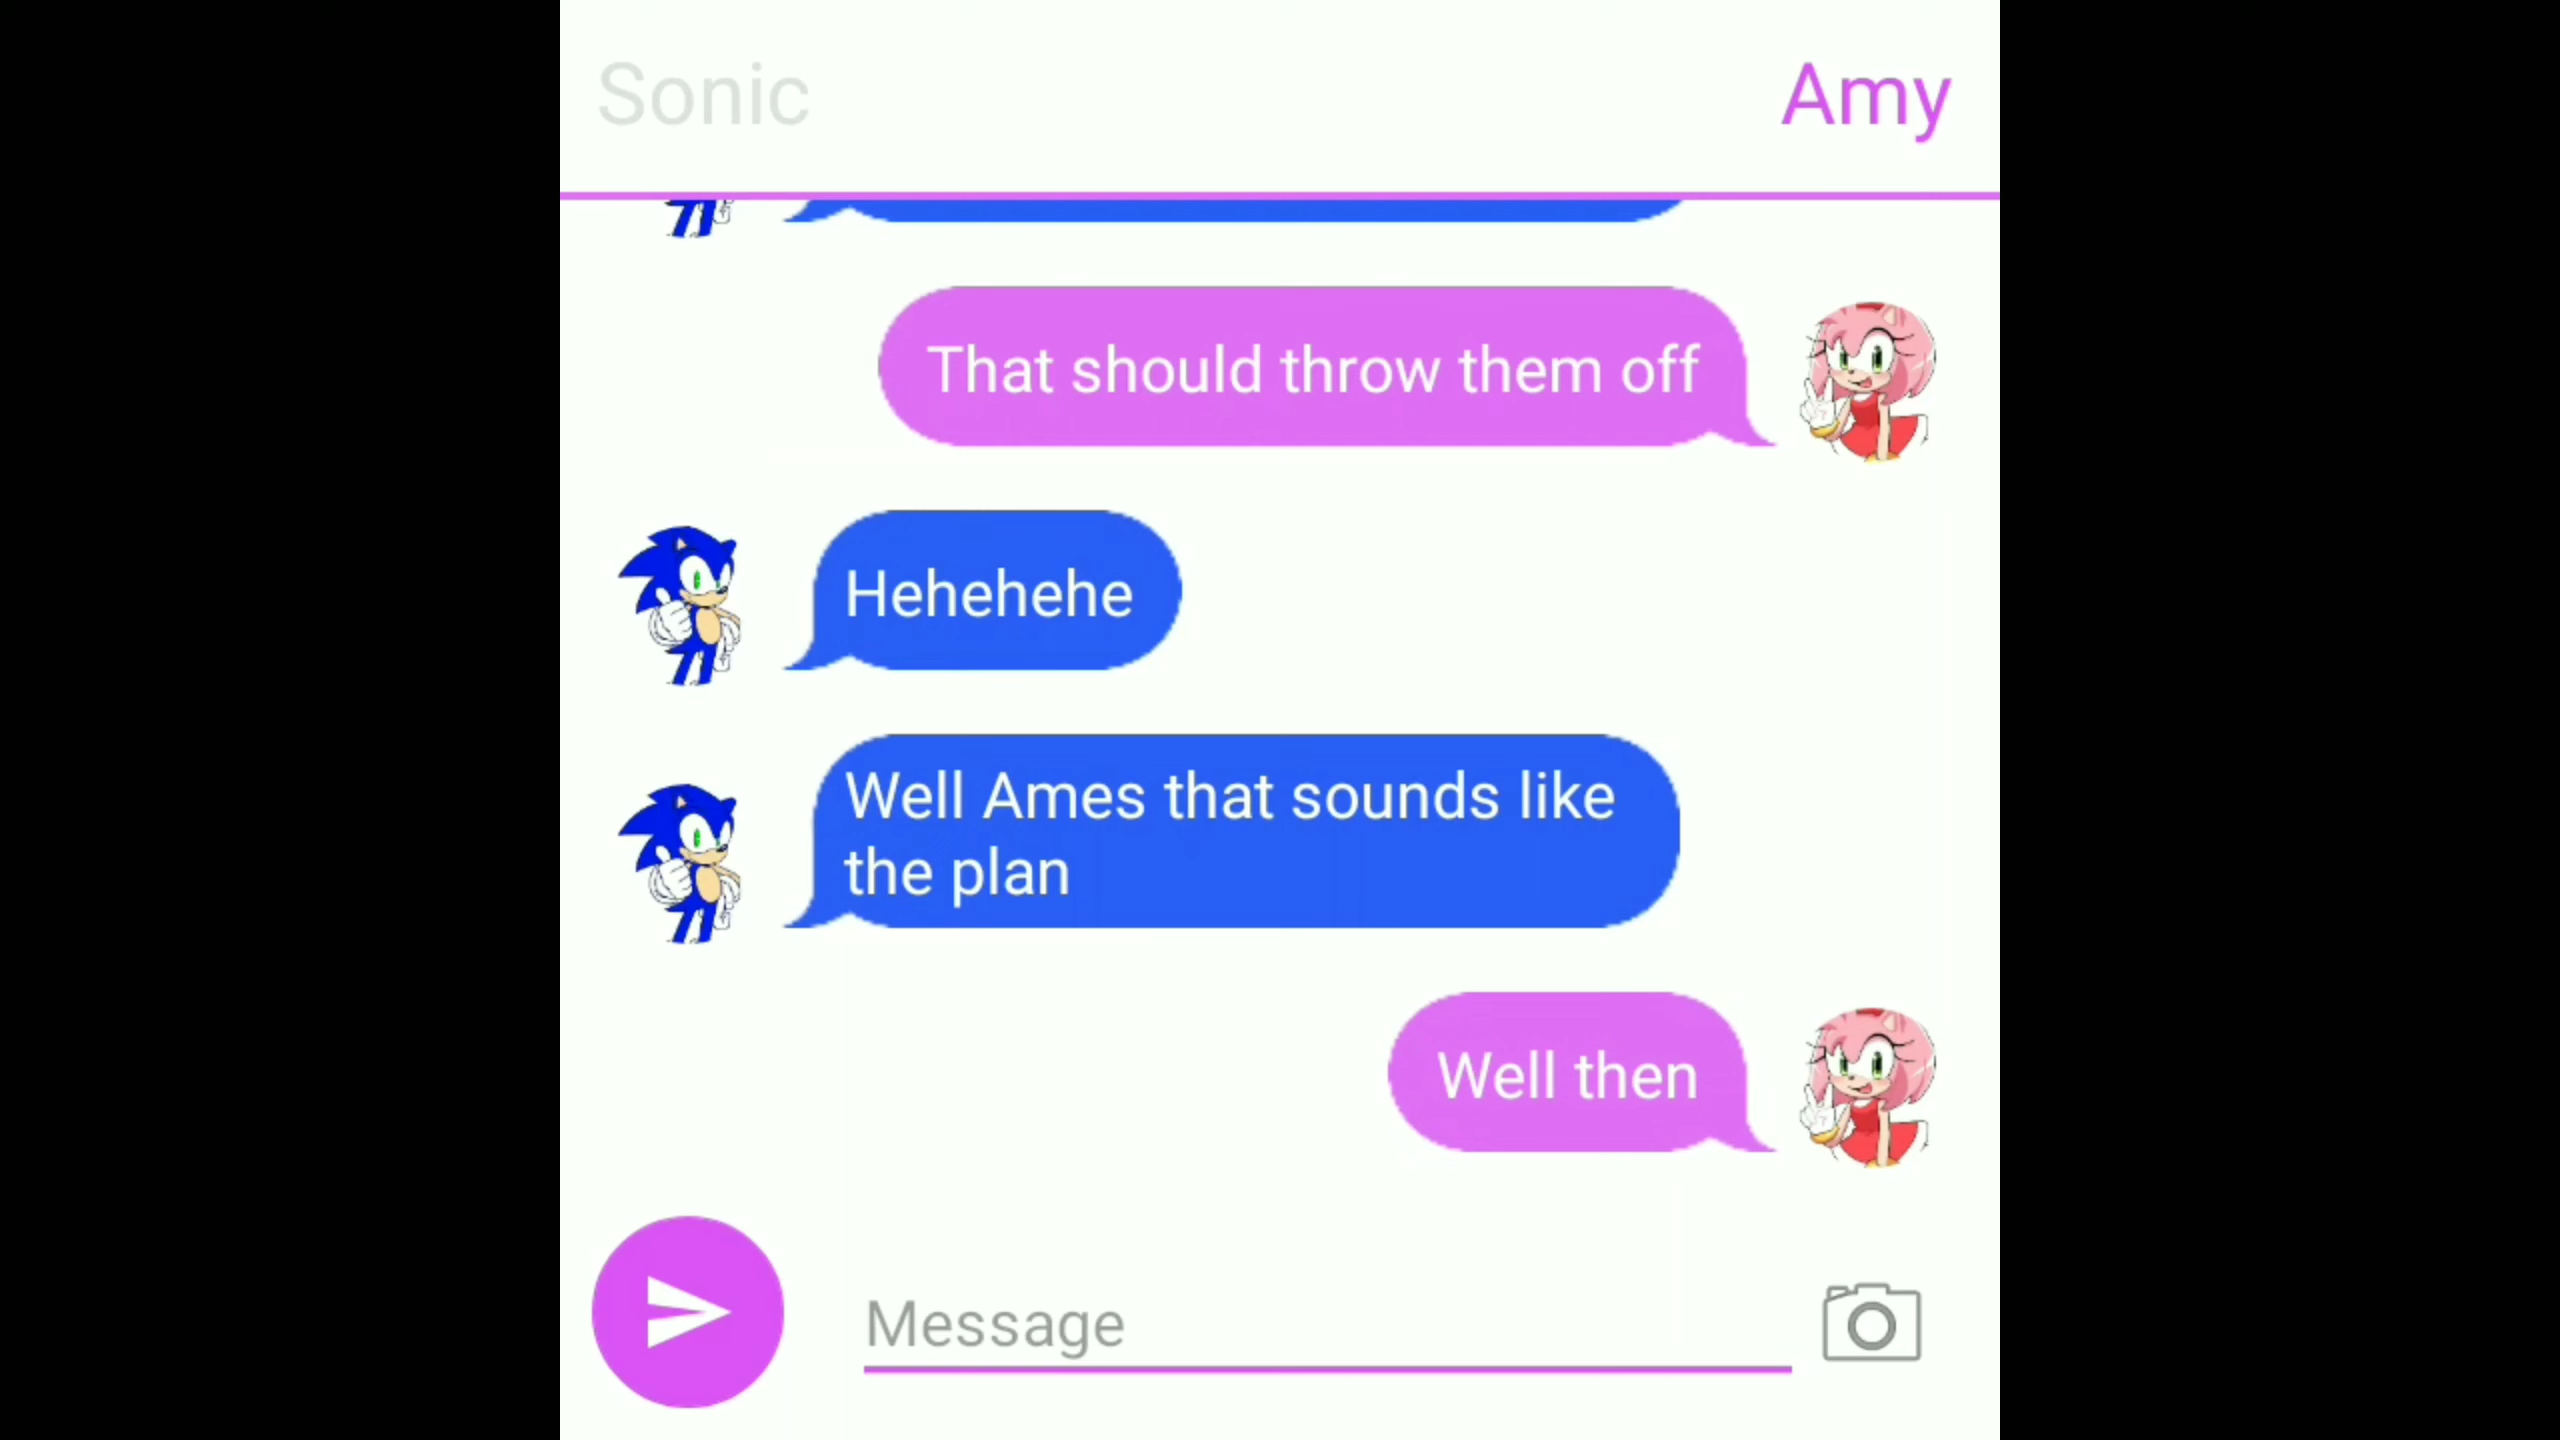 Sonic
Amy
That should throw them off
Hehehehe
Well Ames that sounds like
the plan
Well then
Message